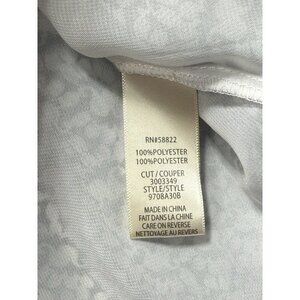 RN#58822
100%POLYESTER
100%POLYESTER
CUT/COUPER
3003349
STYLE/STYLE
9708A30B
MADE IN CHINA
FAIT DANS LA CHINE
CARE ON REVERSE
NETTOYAGE AU REVERS